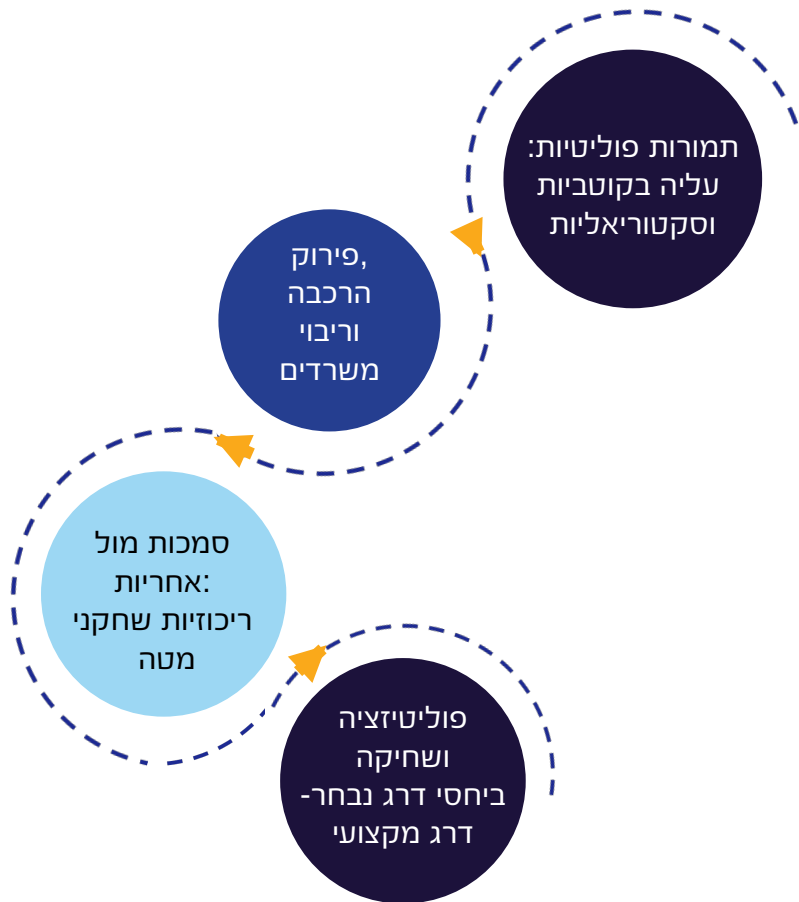 תמורות פוליטיות:
עליה בקוטביות
וסקטוריאליות
פירוק,
הרכבה
וריבוי
משרדים
סמכות מול
אחריות:
ריכוזיות שחקני
מטה
פוליטיזציה
ושחיקה
ביחסי דרג נבחר-
דרג מקצועי